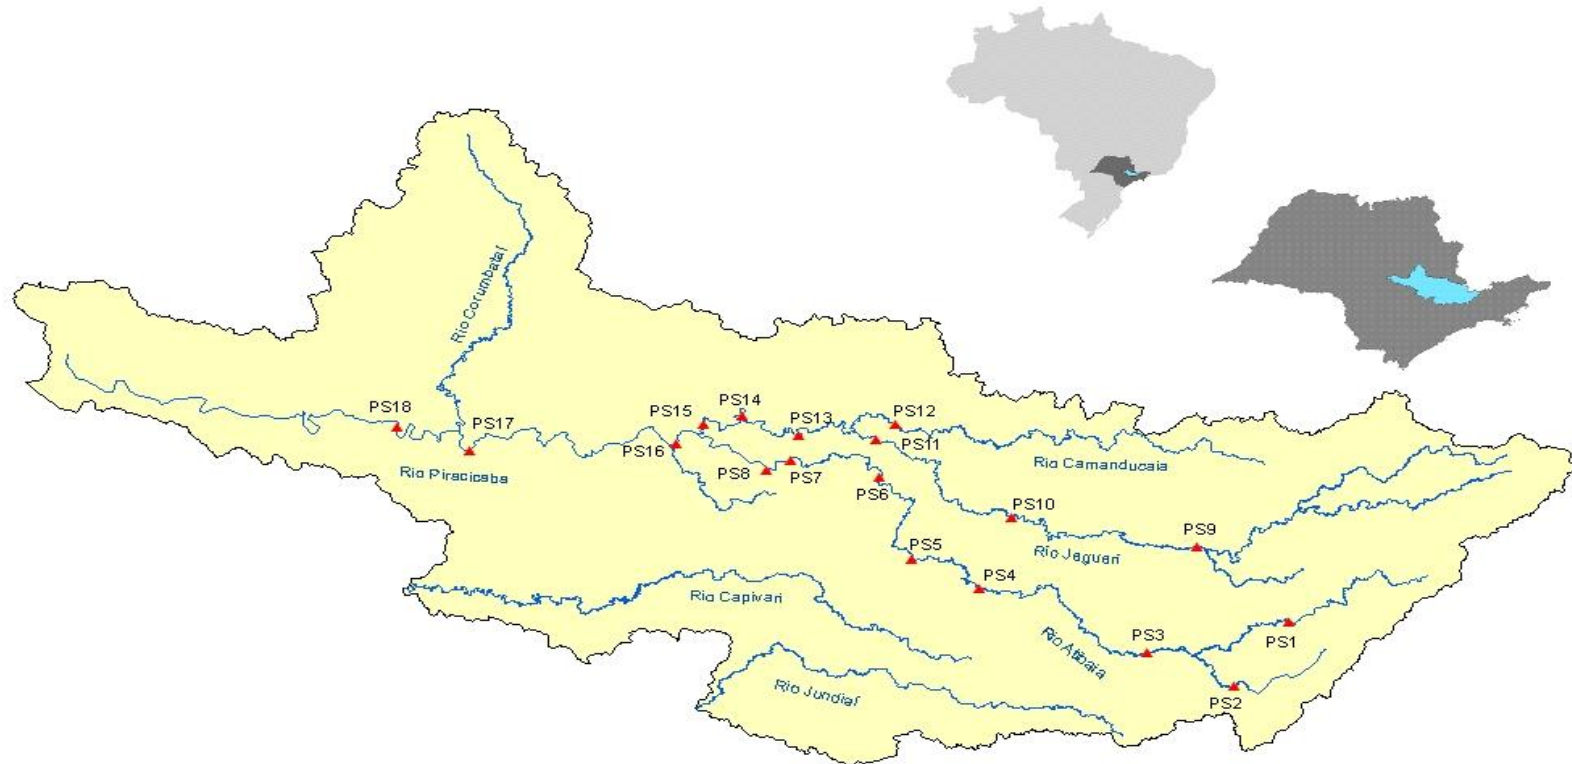 Rio Corumbataí
PS18
PS17
PS15
PS14
PS13
PS12
PS11
PS16
Rio Piracicaba
PS8
PS7
PS6
Rio Camanducaia
PS10
PS9
Rio Jaguari
PS5
PS4
Rio Capivari
PS3
PS1
Rio Atibaia
PS2
Rio Jundiaí